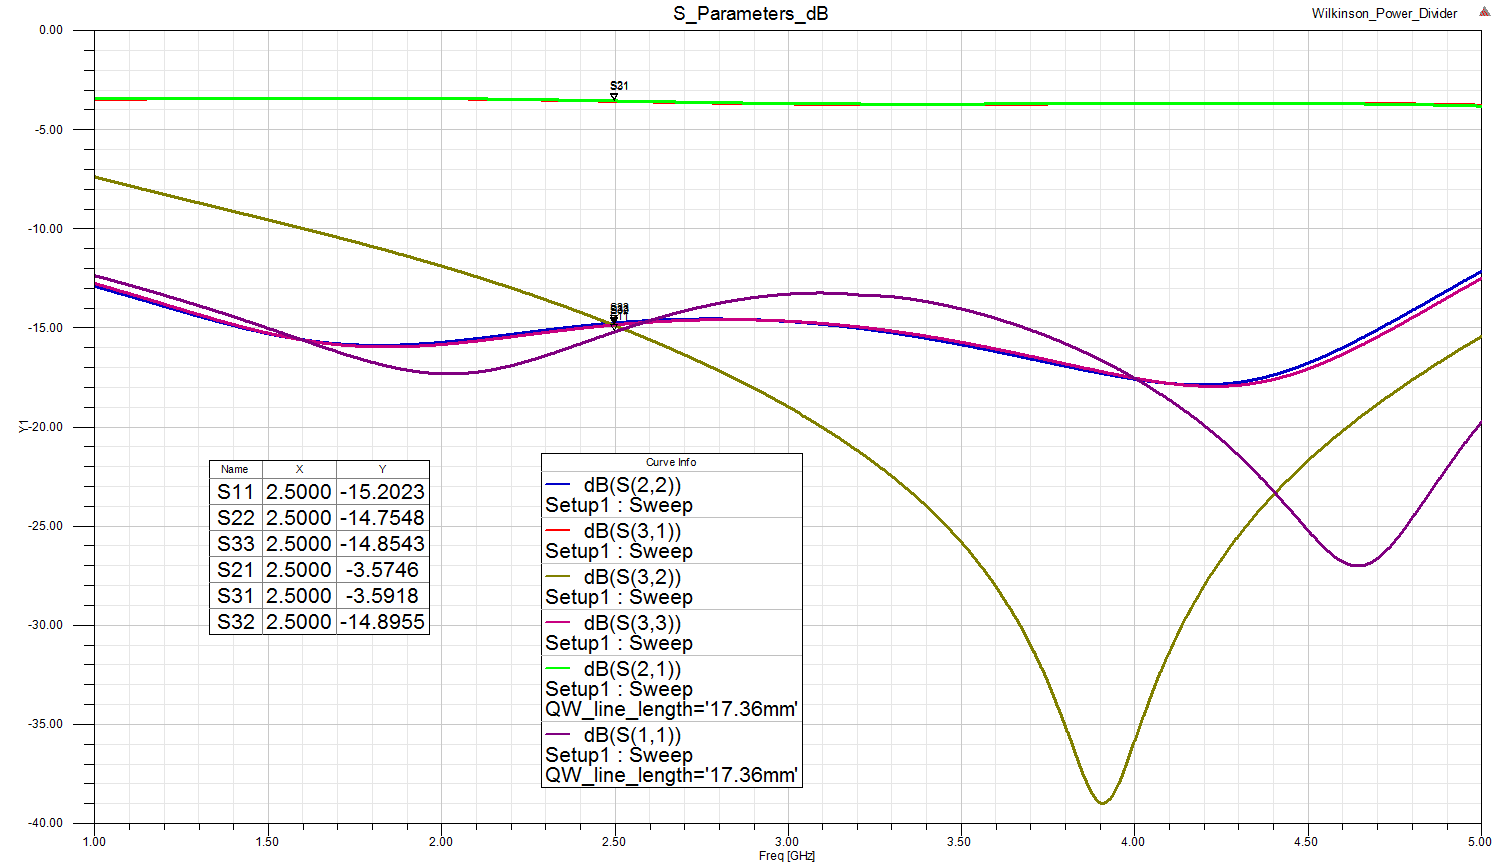 S_Parameters_dB
Wilkinson_Power_Divider
0.00
-5.00
-10.00
-15.00
-20.00
-25.00
-30.00
-35.00
-40.00
Y1
Name X Y
S11 2.5000 -15.2023
S22 2.5000 -14.7548
S33 2.5000 -14.8543
S21 2.5000 -3.5746
S31 2.5000 -3.5918
S32 2.5000 -14.8955
Curve Info
dB(S(2,2))
Setup1 : Sweep
dB(S(3,1))
Setup1 : Sweep
dB(S(3,2))
Setup1 : Sweep
dB(S(3,3))
Setup1 : Sweep
dB(S(2,1))
Setup1 : Sweep
QW_line_length='17.36mm'
dB(S(1,1))
Setup1 : Sweep
QW_line_length='17.36mm'
1.00 1.50 2.00 2.50 3.00 3.50 4.00 4.50 5.00
Freq [GHz]